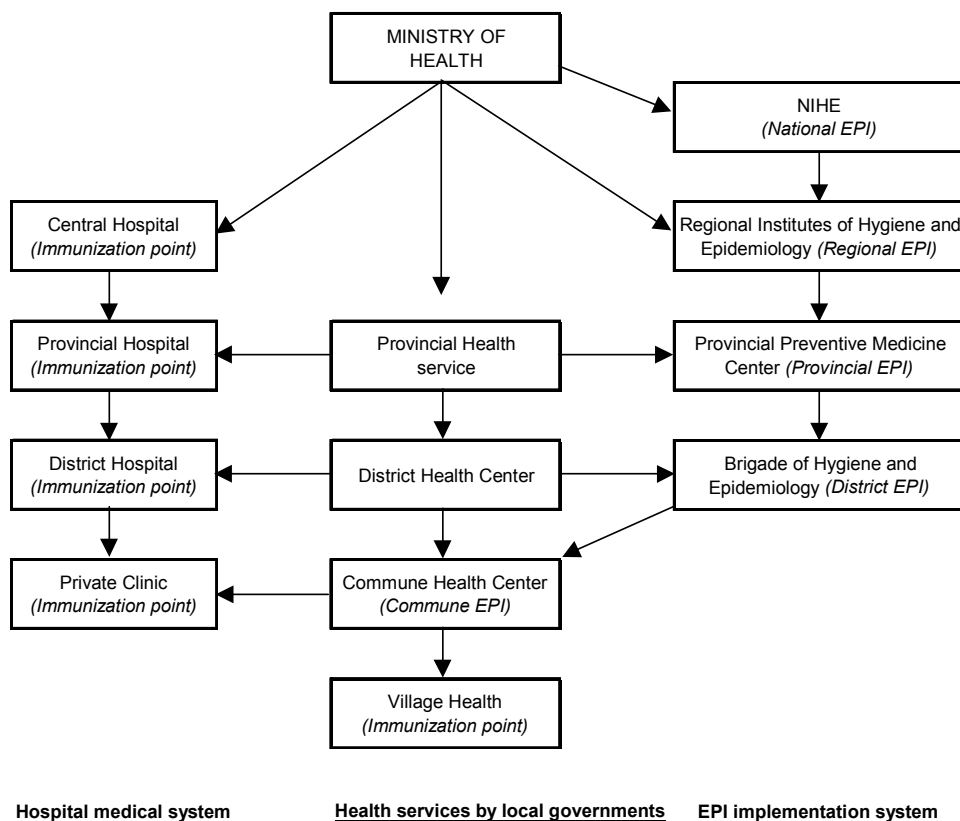 MINISTRY OF
HEALTH
NIHE
(National EPI)
Central Hospital
(Immunization point)
Regional Institutes of Hygiene and
Epidemiology (Regional EPI)
Provincial Hospital
(Immunization point)
Provincial Health
service
Provincial Preventive Medicine
Center (Provincial EPI)
District Hospital
(Immunization point)
District Health Center
Brigade of Hygiene and
Epidemiology (District EPI)
Private Clinic
(Immunization point)
Commune Health Center
(Commune EPI)
Village Health
(Immunization point)
Hospital medical system
Health services by local governments
EPI implementation system